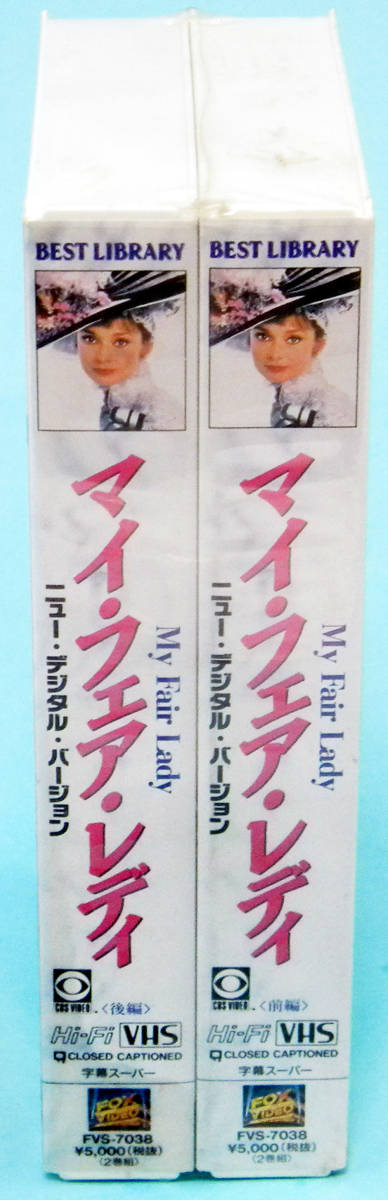 BEST LIBRARY
マイ・フェア・レディ
My Fair Lady
ニュー・デジタル・バージョン
CBS VIDEO
〈後編〉
Hi-Fi VHS
CLOSED CAPTIONED
字幕スーパー
FOX VIDEO
FVS-7038
¥5,000(税抜)
〈2巻組〉
BEST LIBRARY
マイ・フェア・レディ
My Fair Lady
ニュー・デジタル・バージョン
CBS VIDEO
〈前編〉
Hi-Fi VHS
CLOSED CAPTIONED
字幕スーパー
FOX VIDEO
FVS-7038
¥5,000(税抜)
〈2巻組〉